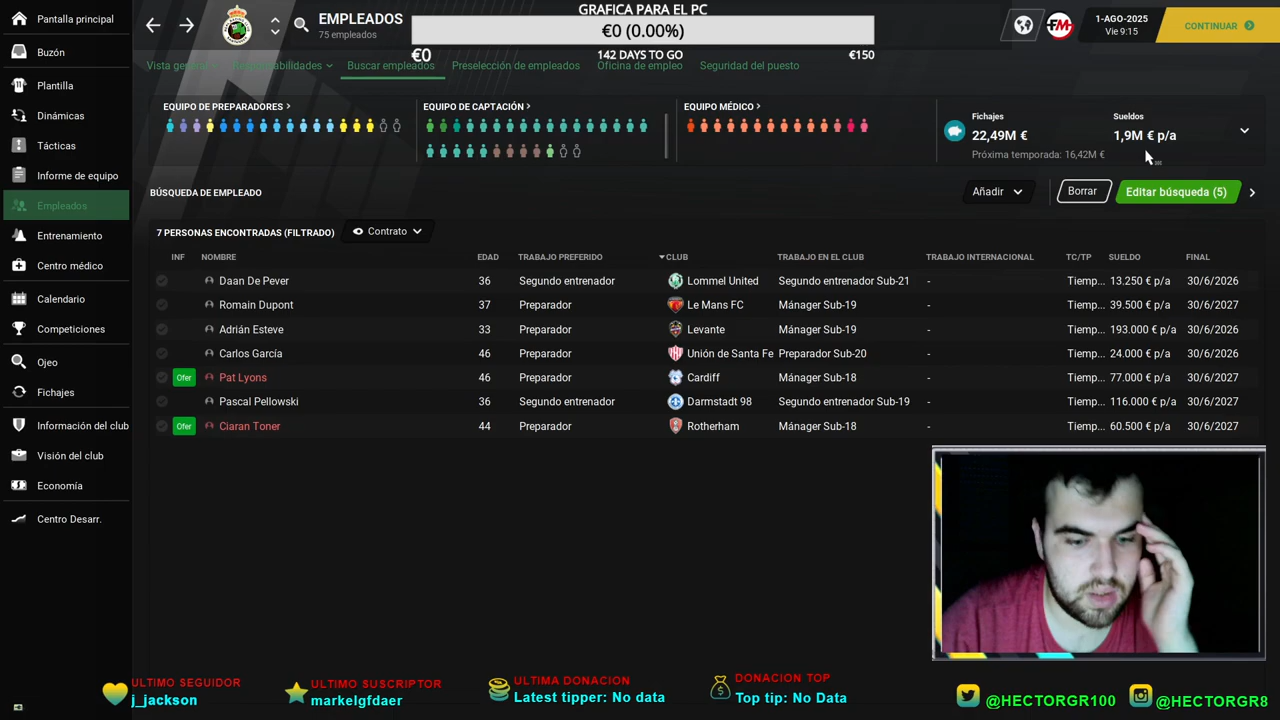 Pantalla principal
Buzón
Plantilla
Dinámicas
Tácticas
Informe de equipo
Empleados
Entrenamiento
Centro médico
Calendario
Competiciones
Ojeo
Fichajes
Información del club
Visión del club
Economía
Centro Desarr.
EMPLEADOS
75 empleados
GRAFICA PARA EL PC
€0 (0.00%)
€0
142 DAYS TO GO
€150
FM
1-AGO-2025
Vie 9:15
CONTINUAR
Buscar empleados
Preselección de empleados
Oficina de empleo
Seguridad del puesto
EQUIPO DE PREPARADORES >
EQUIPO DE CAPTACIÓN >
EQUIPO MÉDICO >
Fichajes
22,49M €
Próxima temporada: 16,42M €
Sueldos
1,9M € p/a
BÚSQUEDA DE EMPLEADO
Añadir
Borrar
Editar búsqueda (5)
7 PERSONAS ENCONTRADAS (FILTRADO)
Contrato
INF NOMBRE EDAD TRABAJO PREFERIDO CLUB TRABAJO EN EL CLUB TRABAJO INTERNACIONAL TC/TP SUELDO FINAL
Daan De Pever 36 Segundo entrenador Lommel United Segundo entrenador Sub-21 - Tiemp... 13.250 € p/a 30/6/2026
Romain Dupont 37 Preparador Le Mans FC Mánager Sub-19 - Tiemp... 39.500 € p/a 30/6/2027
Adrián Esteve 33 Preparador Levante Mánager Sub-19 - Tiemp... 193.000 € p/a 30/6/2026
Carlos García 46 Preparador Unión de Santa Fe Preparador Sub-20 - Tiemp... 24.000 € p/a 30/6/2026
Ofer Pat Lyons 46 Preparador Cardiff Mánager Sub-18 - Tiemp... 77.000 € p/a 30/6/2027
Pascal Pellowski 36 Segundo entrenador Darmstadt 98 Segundo entrenador Sub-19 - Tiemp... 116.000 € p/a 30/6/2027
Ofer Ciaran Toner 44 Preparador Rotherham Mánager Sub-18 - Tiemp... 60.500 € p/a 30/6/2027
ULTIMO SEGUIDOR
j_jackson
ULTIMO SUSCRIPTOR
markelgfdaer
ULTIMA DONACION
Latest tipper: No data
DONACION TOP
Top tip: No Data
@HECTORGR100
@HECTORGR8